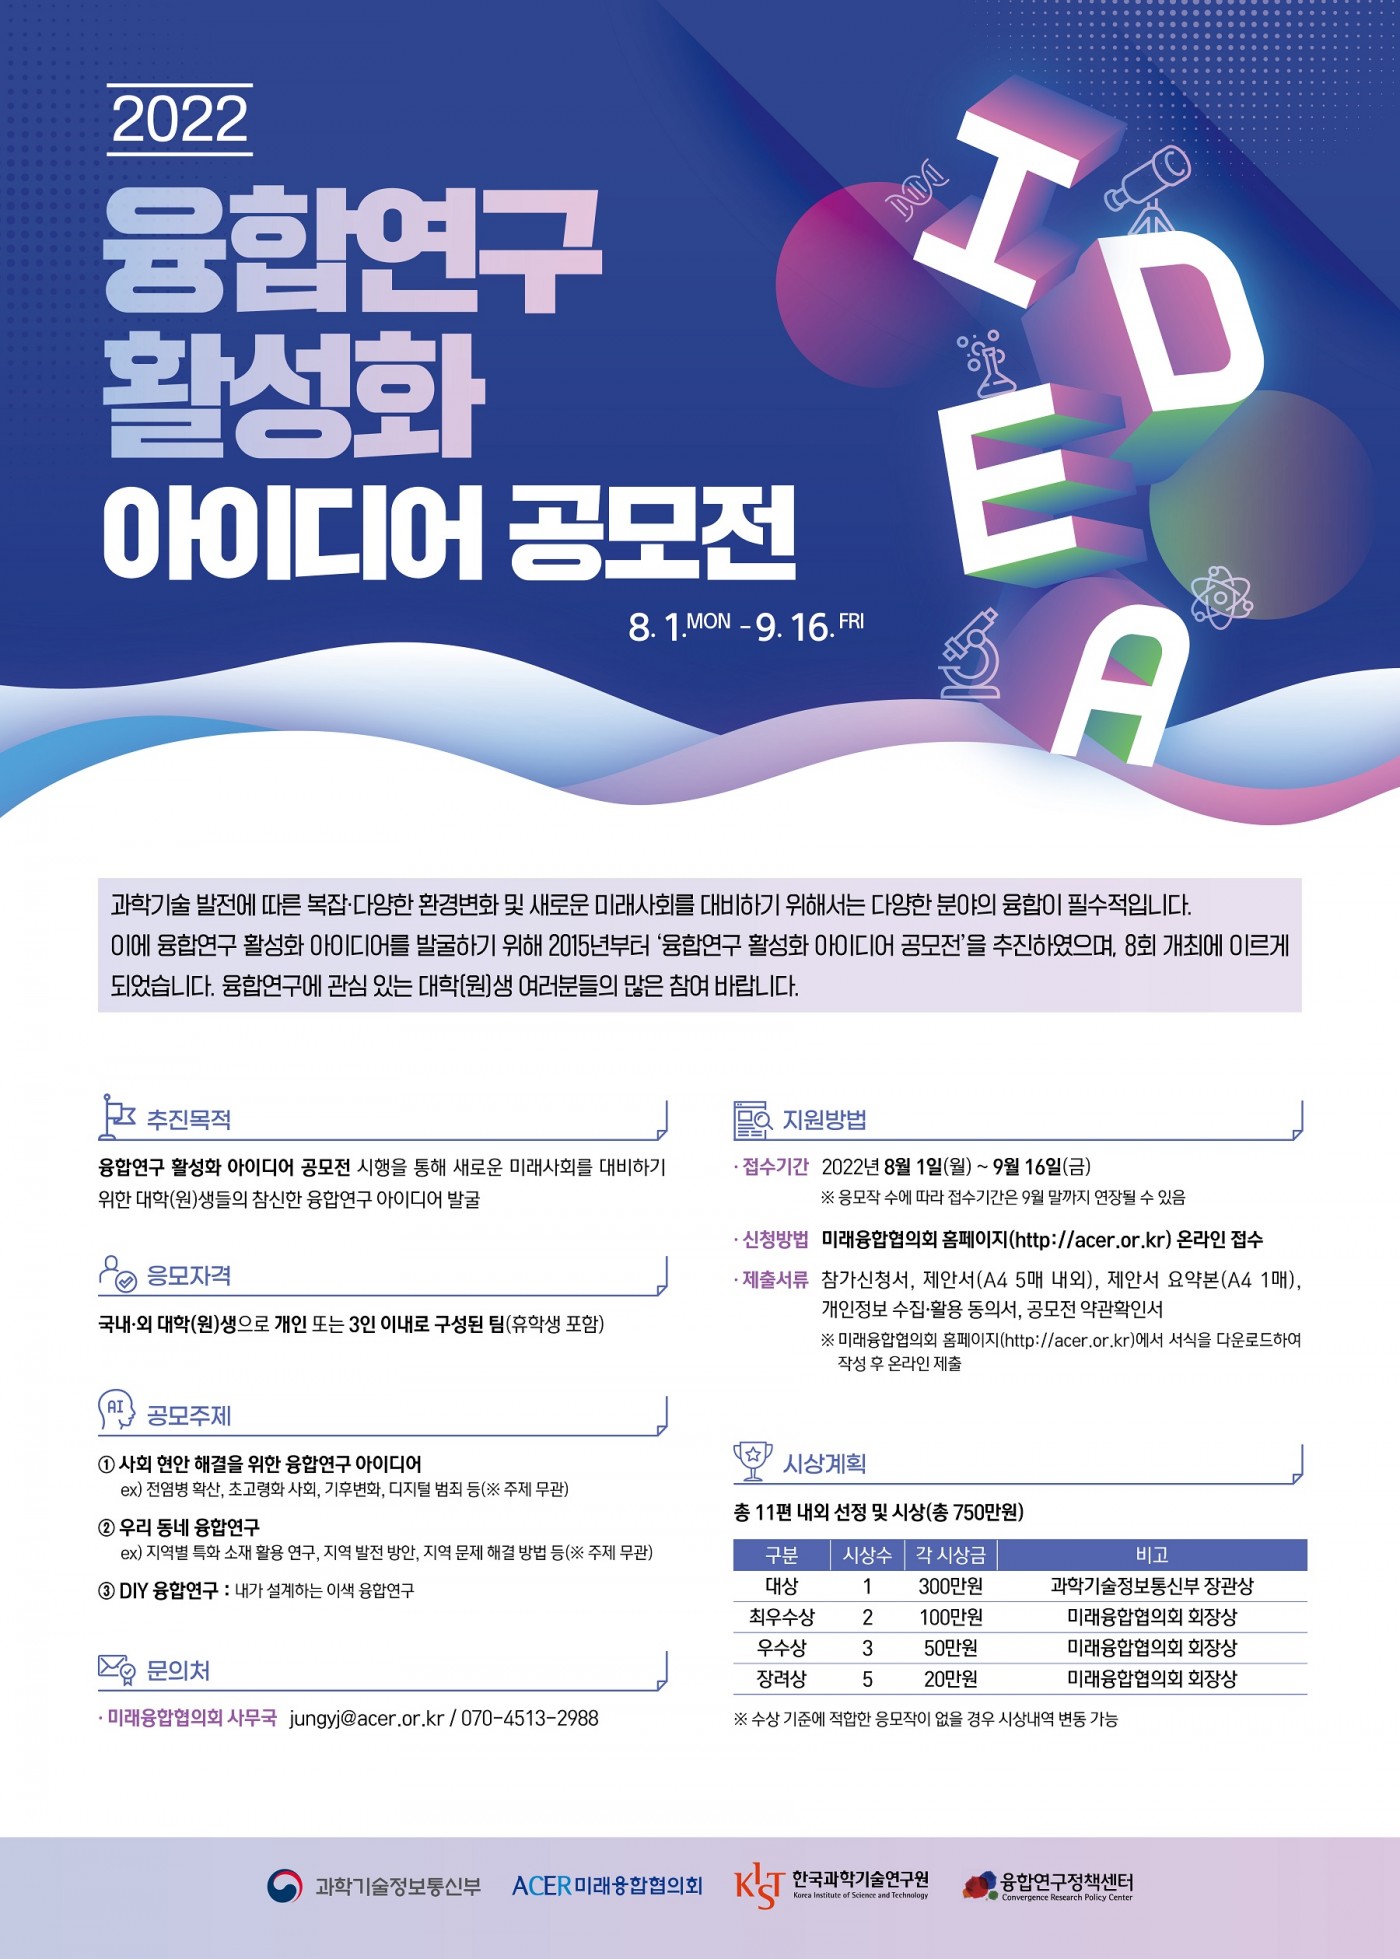 2022
융합연구
활성화
아이디어 공모전
8. 1.MON - 9. 16. FRI
IDEA
과학기술 발전에 따른 복잡·다양한 환경변화 및 새로운 미래사회를 대비하기 위해서는 다양한 분야의 융합이 필수적입니다.
이에 융합연구 활성화 아이디어를 발굴하기 위해 2015년부터 '융합연구 활성화 아이디어 공모전'을 추진하였으며, 8회 개최에 이르게
되었습니다. 융합연구에 관심 있는 대학(원)생 여러분들의 많은 참여 바랍니다.
추진목적
융합연구 활성화 아이디어 공모전 시행을 통해 새로운 미래사회를 대비하기
위한 대학(원)생들의 참신한 융합연구 아이디어 발굴
응모자격
국내·외 대학(원)생으로 개인 또는 3인 이내로 구성된 팀(휴학생 포함)
AI
공모주제
① 사회 현안 해결을 위한 융합연구 아이디어
ex) 전염병 확산, 초고령화 사회, 기후변화, 디지털 범죄 등(※ 주제 무관)
② 우리 동네 융합연구
ex) 지역별 특화 소재 활용 연구, 지역 발전 방안, 지역 문제 해결 방법 등(※ 주제 무관)
③ DIY 융합연구 : 내가 설계하는 이색 융합연구
문의처
· 미래융합협의회 사무국 jungyj@acer.or.kr / 070-4513-2988
지원방법
· 접수기간 2022년 8월 1일(월) ~ 9월 16일(금)
※ 응모작 수에 따라 접수기간은 9월 말까지 연장될 수 있음
· 신청방법 미래융합협의회 홈페이지(http://acer.or.kr) 온라인 접수
· 제출서류 참가신청서, 제안서(A4 5매 내외), 제안서 요약본(A4 1매),
개인정보 수집·활용 동의서, 공모전 약관확인서
※ 미래융합협의회 홈페이지(http://acer.or.kr)에서 서식을 다운로드하여
작성 후 온라인 제출
시상계획
총 11편 내외 선정 및 시상(총 750만원)
구분 시상수 각 시상금 비고
대상 1 300만원 과학기술정보통신부 장관상
최우수상 2 100만원 미래융합협의회 회장상
우수상 3 50만원 미래융합협의회 회장상
장려상 5 20만원 미래융합협의회 회장상
※ 수상 기준에 적합한 응모작이 없을 경우 시상내역 변동 가능
과학기술정보통신부
ACER 미래융합협의회
KIST 한국과학기술연구원
Korea Institute of Science and Technology
융합연구정책센터
Convergence Research Policy Center